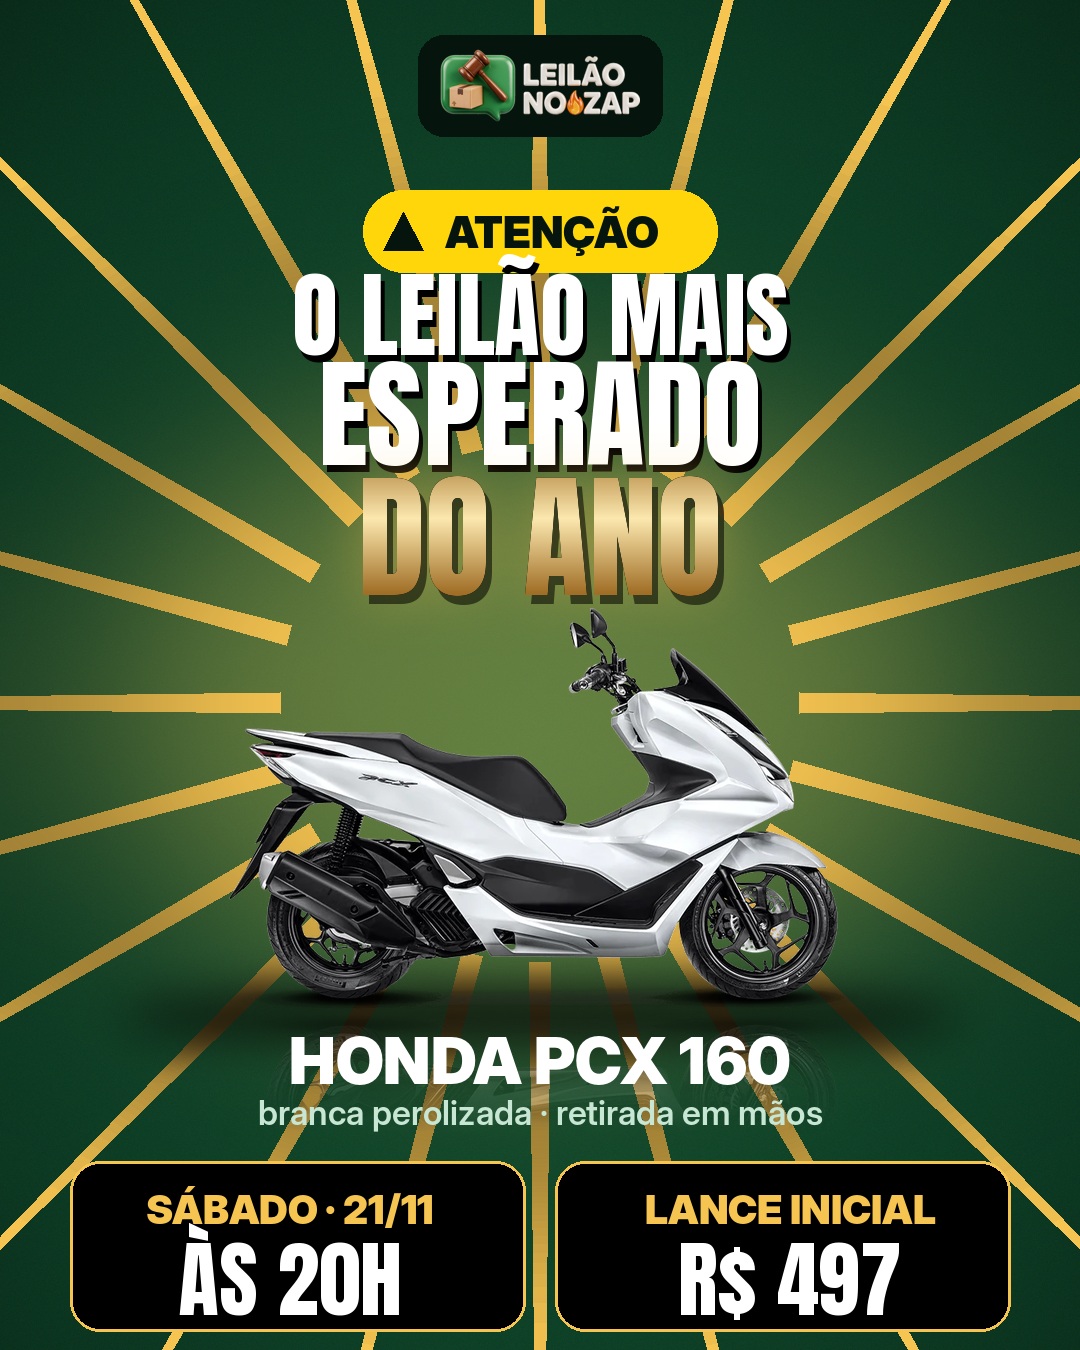 LEILÃO
NO ZAP
ATENÇÃO
O LEILÃO MAIS
ESPERADO
DO ANO
PCX
HONDA PCX 160
branca perolizada · retirada em mãos
SÁBADO · 21/11
ÀS 20H
LANCE INICIAL
R$ 497